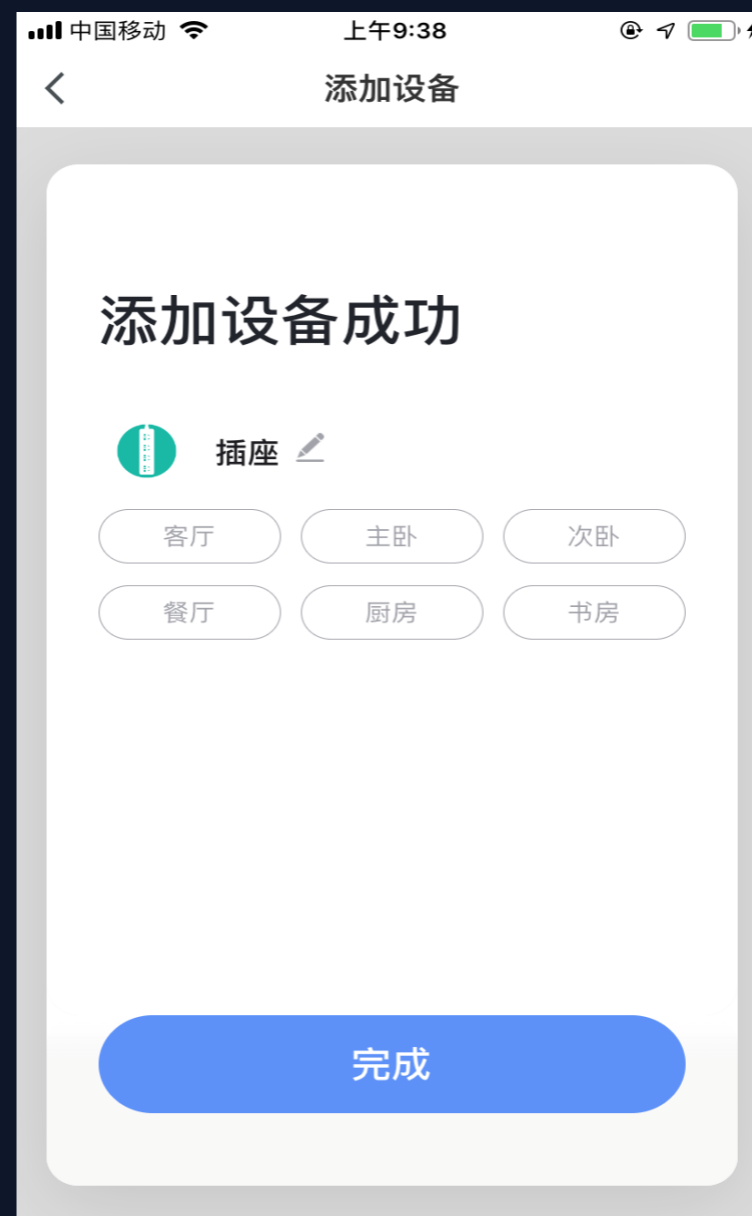 中国移动 上午9:38
添加设备
添加设备成功
插座
客厅 主卧 次卧
餐厅 厨房 书房
完成